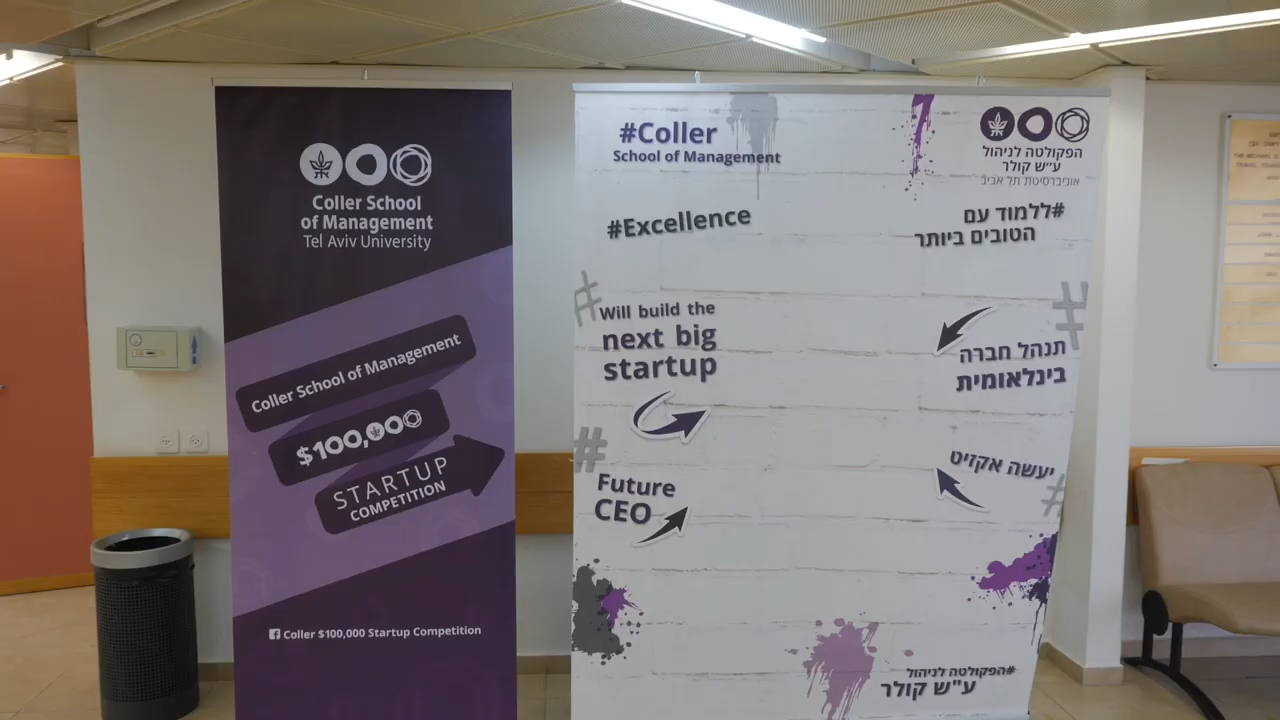 Coller School
of Management
Tel Aviv University
Coller School of Management
$100,000
STARTUP
COMPETITION
Coller $100,000 Startup Competition
#Coller
School of Management
#Excellence
Will build the
next big
startup
Future
CEO
הפקולטה לניהול
ע״ש קולר
אוניברסיטת תל אביב
#ללמוד עם
הטובים ביותר
תנהל חברה
בינלאומית
יעשה אקזיט
#הפקולטה לניהול
ע"ש קולר